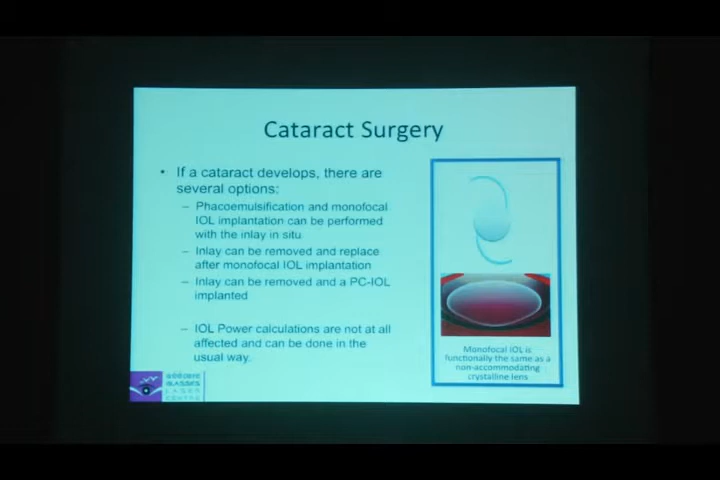 Cataract Surgery
• If a cataract develops, there are
several options:
– Phacoemulsification and monofocal
IOL implantation can be performed
with the inlay in situ
– Inlay can be removed and replace
after monofocal IOL implantation
– Inlay can be removed and a PC-IOL
implanted
– IOL Power calculations are not at all
affected and can be done in the
usual way.
Monofocal IOL is
functionally the same as a
non-accommodating
crystalline lens
GLASSES
LASER
CENTRE